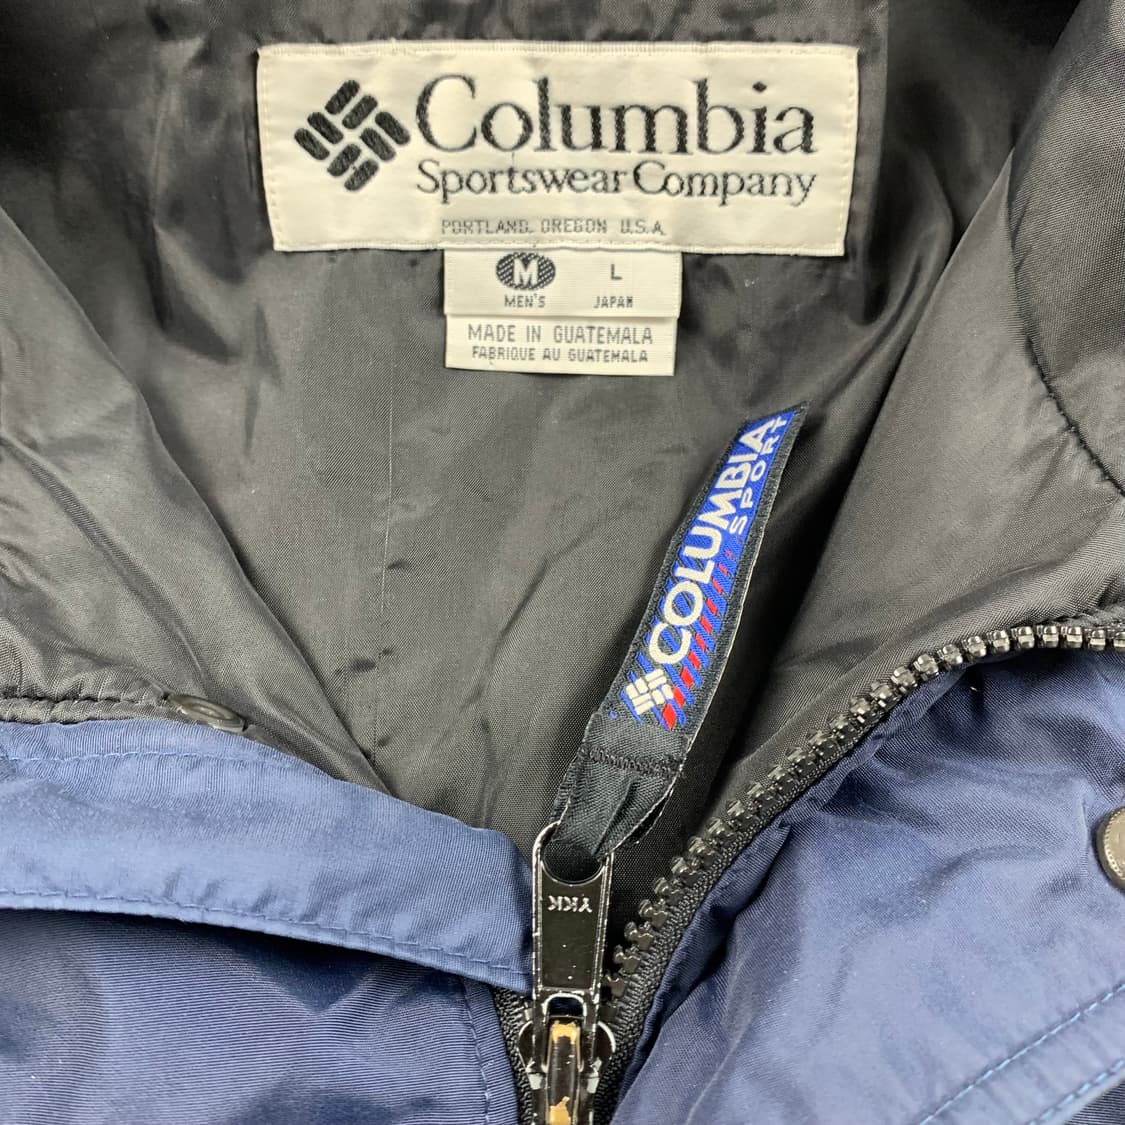 Columbia
Sportswear Company
PORTLAND, OREGON U.S.A.
M L
MEN'S JAPAN
MADE IN GUATEMALA
FABRIQUE AU GUATEMALA
COLUMBIA
SPORT
YKK